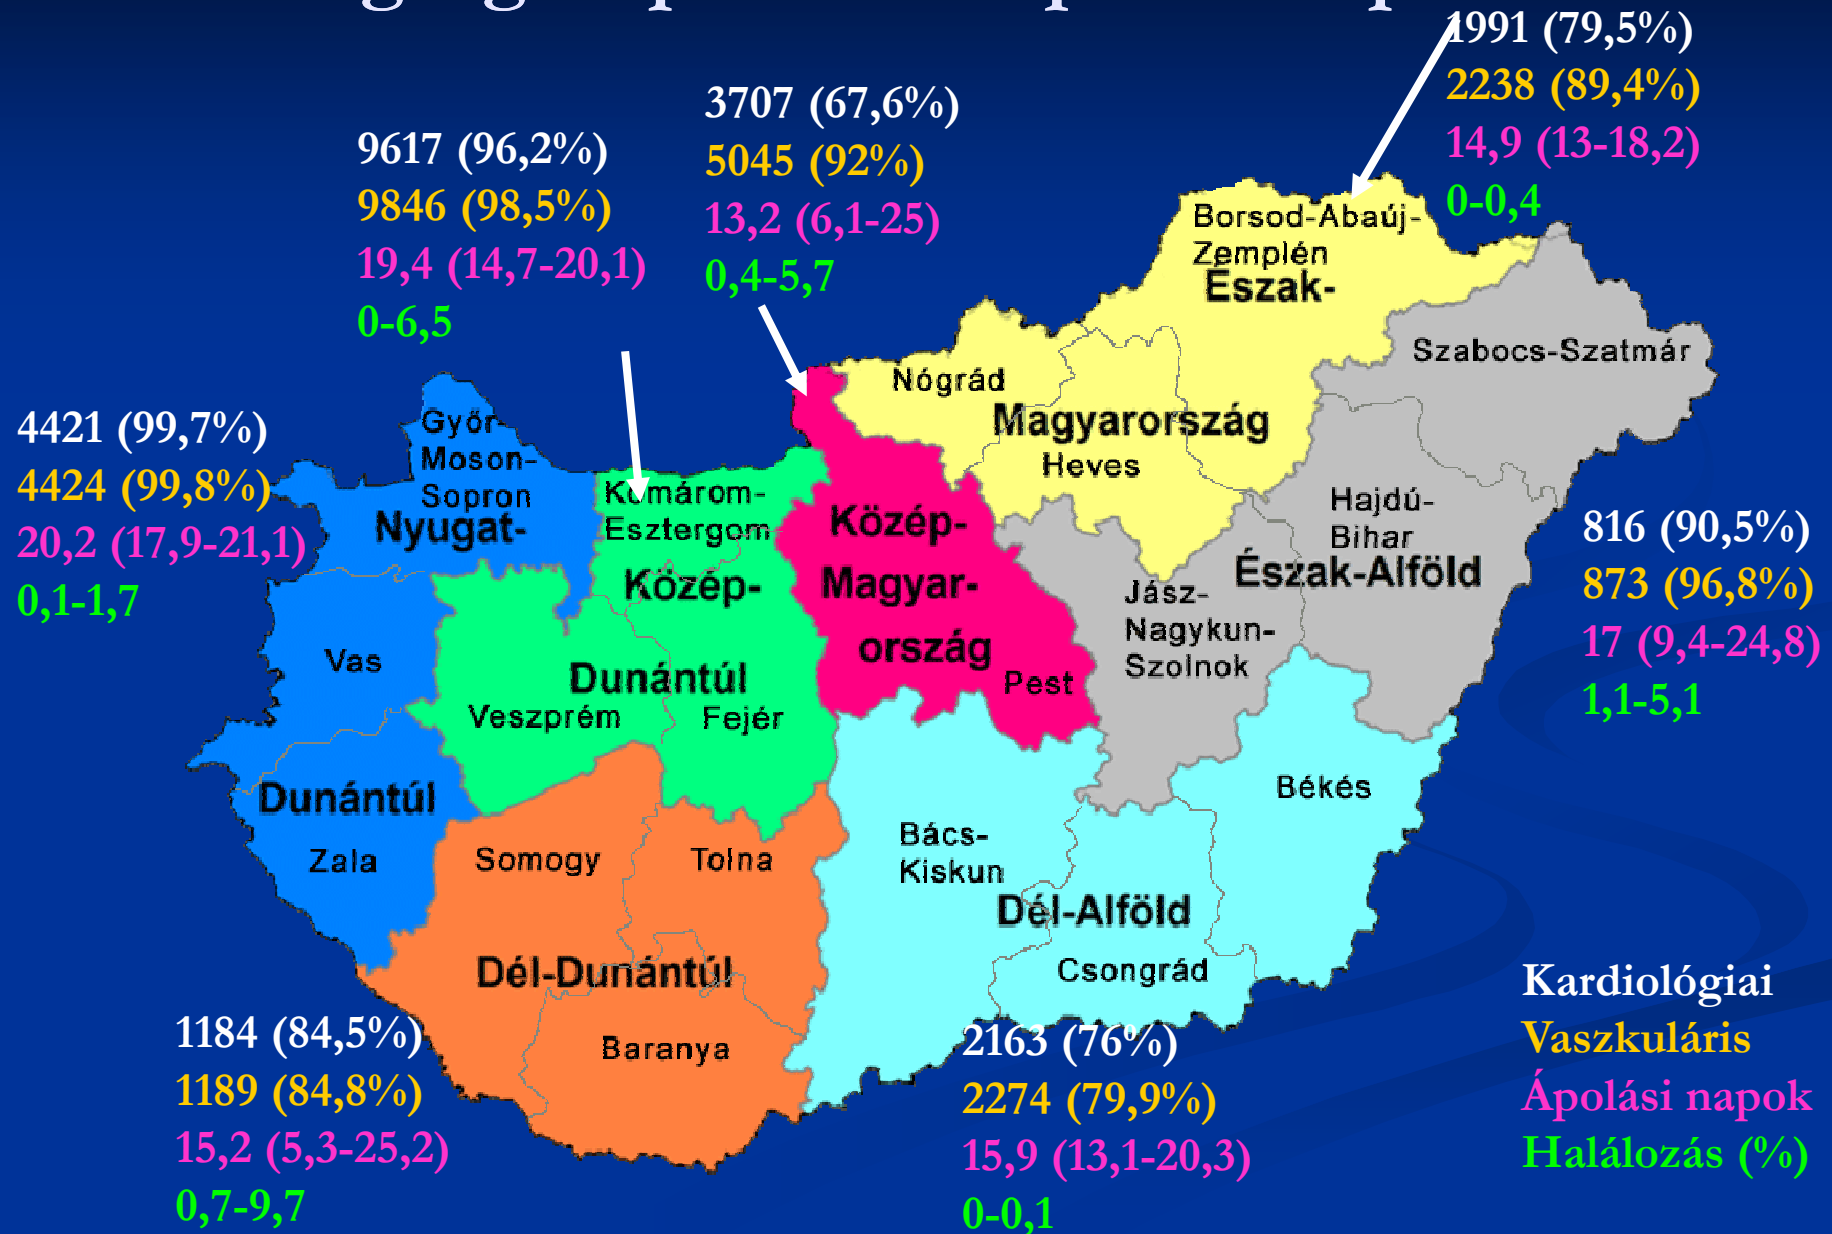 1991 (79,5%)
2238 (89,4%)
14,9 (13-18,2)
0-0,4
3707 (67,6%)
5045 (92%)
13,2 (6,1-25)
0,4-5,7
9617 (96,2%)
9846 (98,5%)
19,4 (14,7-20,1)
0-6,5
4421 (99,7%)
4424 (99,8%)
20,2 (17,9-21,1)
0,1-1,7
816 (90,5%)
873 (96,8%)
17 (9,4-24,8)
1,1-5,1
Borsod-Abaúj-
Zemplén
Észak-
Magyarország
Nógrád
Heves
Szabocs-Szatmár
Hajdú-
Bihar
Észak-Alföld
Jász-
Nagykun-
Szolnok
Győr-
Moson-
Sopron
Nyugat-
Dunántúl
Vas
Zala
Komárom-
Esztergom
Közép-
Dunántúl
Veszprém
Fejér
Közép-
Magyar-
ország
Pest
Somogy
Tolna
Dél-Dunántúl
Baranya
Bács-
Kiskun
Békés
Dél-Alföld
Csongrád
1184 (84,5%)
1189 (84,8%)
15,2 (5,3-25,2)
0,7-9,7
2163 (76%)
2274 (79,9%)
15,9 (13,1-20,3)
0-0,1
Kardiológiai
Vaszkuláris
Ápolási napok
Halálozás (%)